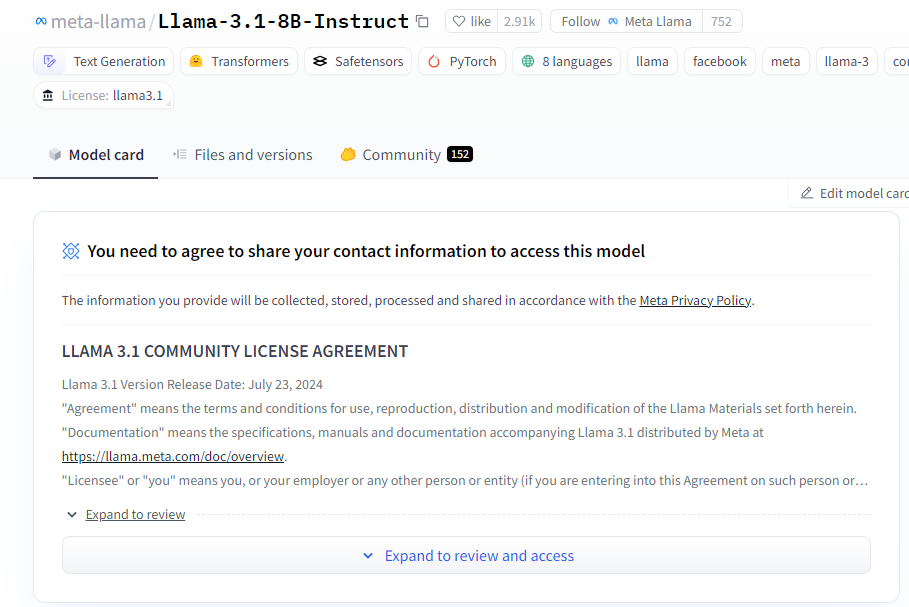 meta-llama/Llama-3.1-8B-Instruct like 2.91k Follow Meta Llama 752
Text Generation Transformers Safetensors PyTorch 8 languages llama facebook meta llama-3
License: llama3.1
Model card Files and versions Community 152
Edit model card
You need to agree to share your contact information to access this model
The information you provide will be collected, stored, processed and shared in accordance with the Meta Privacy Policy.
LLAMA 3.1 COMMUNITY LICENSE AGREEMENT
Llama 3.1 Version Release Date: July 23, 2024
"Agreement" means the terms and conditions for use, reproduction, distribution and modification of the Llama Materials set forth herein.
"Documentation" means the specifications, manuals and documentation accompanying Llama 3.1 distributed by Meta at
https://llama.meta.com/doc/overview.
"Licensee" or "you" means you, or your employer or any other person or entity (if you are entering into this Agreement on such person or…
Expand to review
Expand to review and access